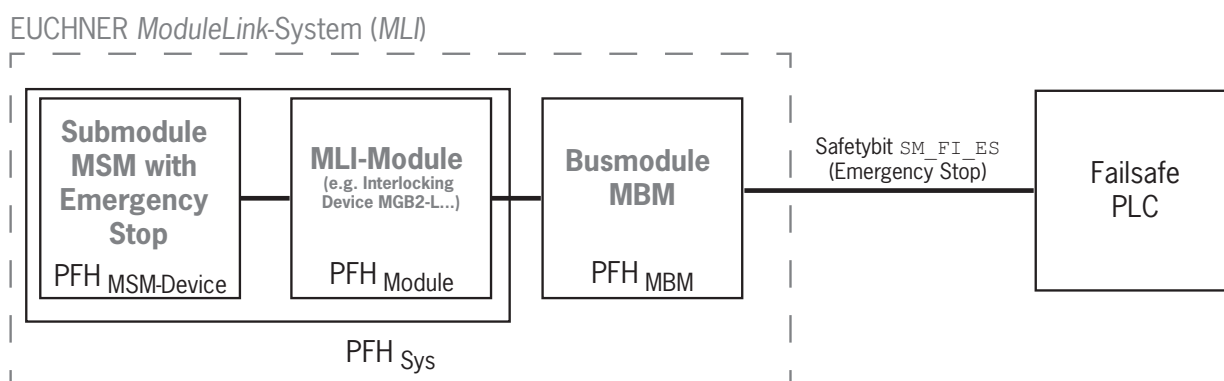 EUCHNER ModuleLink-System (MLI)
Submodule
MSM with
Emergency
Stop
PFH MSM-Device
MLI-Module
(e.g. Interlocking
Device MGB2-L...)
PFH Module
PFH Sys
Busmodule
MBM
PFH MBM
Safetybit SM_FI_ES
(Emergency Stop)
Failsafe
PLC